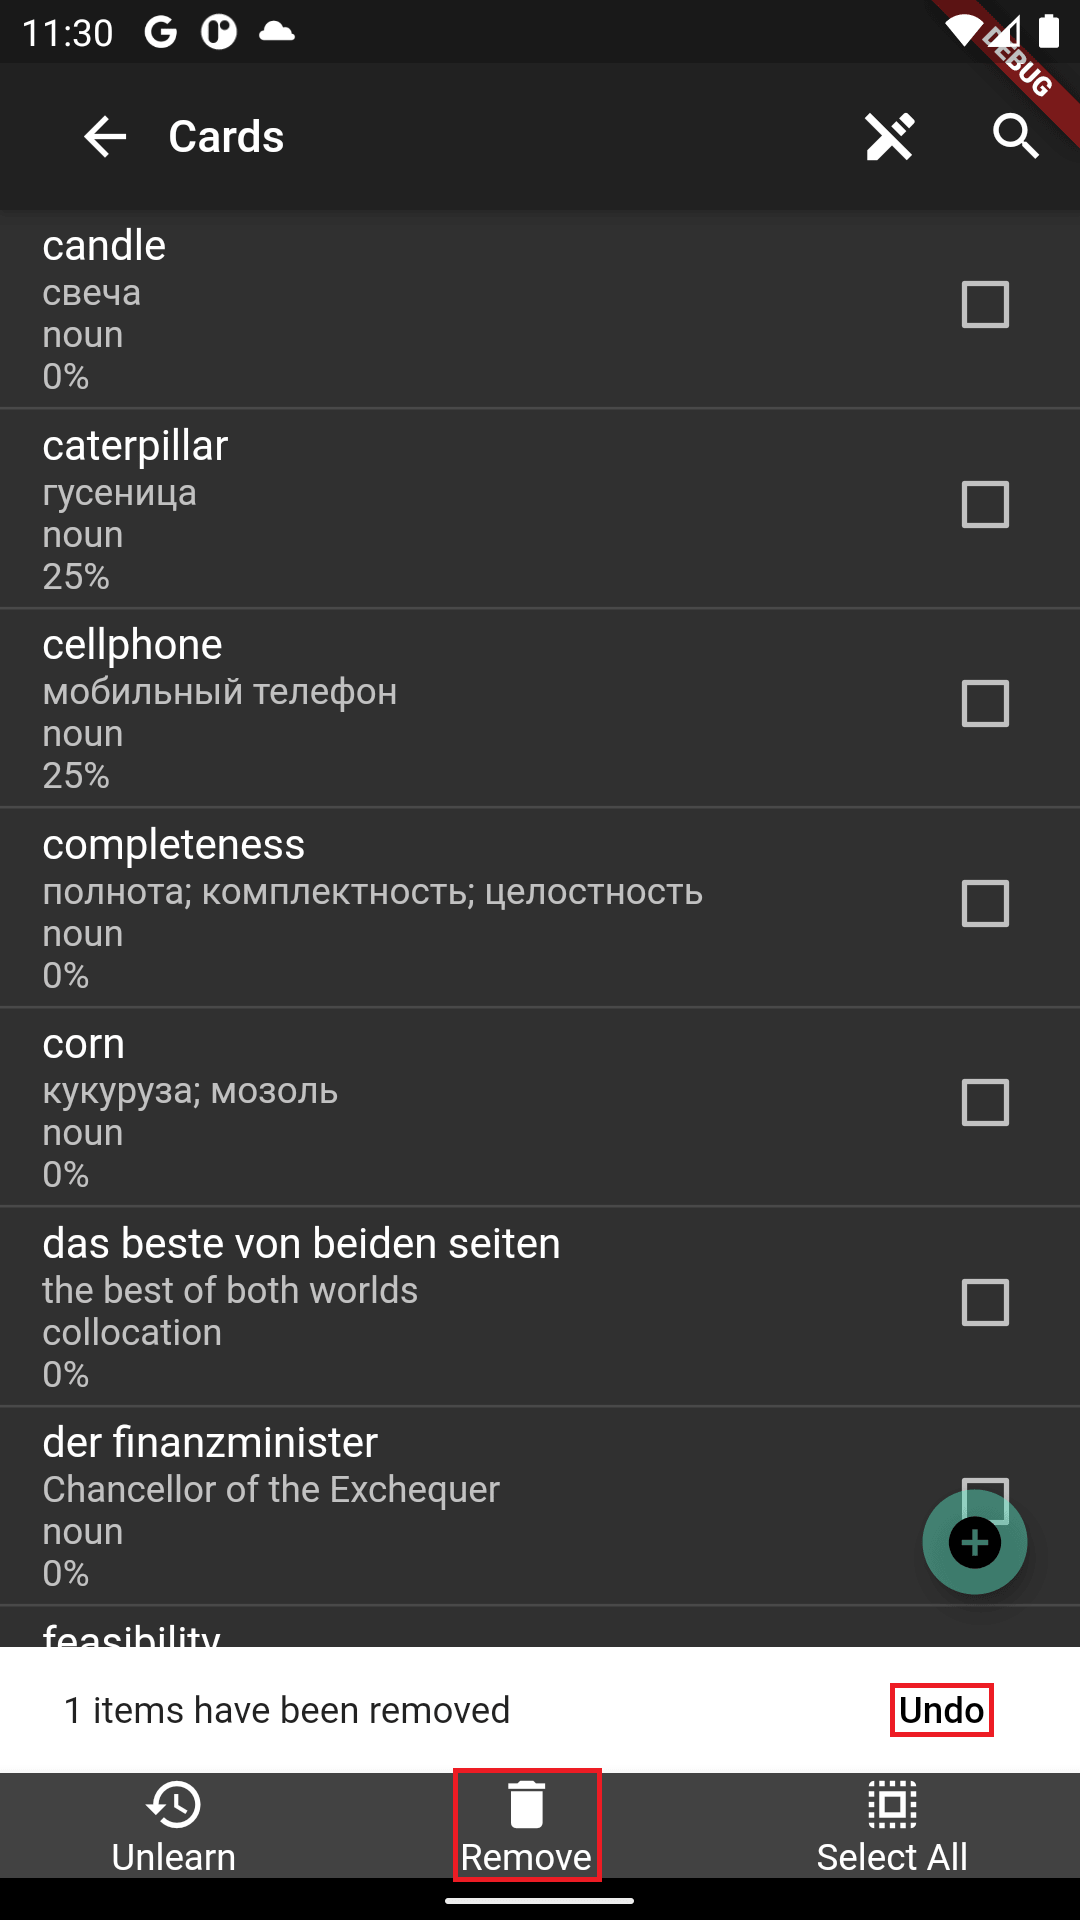 11:30
DEBUG
Cards
candle
свеча
noun
0%
caterpillar
гусеница
noun
25%
cellphone
мобильный телефон
noun
25%
completeness
полнота; комплектность; целостность
noun
0%
corn
кукуруза; мозоль
noun
0%
das beste von beiden seiten
the best of both worlds
collocation
0%
der finanzminister
Chancellor of the Exchequer
noun
0%
feasibility
1 items have been removed
Undo
Unlearn
Remove
Select All